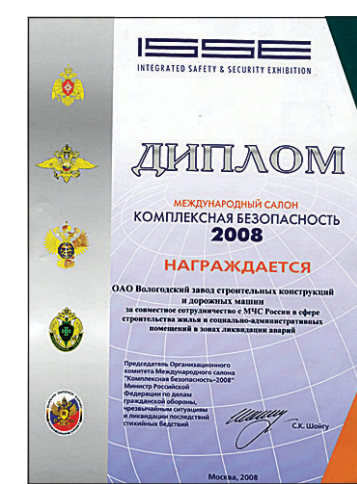 ISSE
INTEGRATED SAFETY & SECURITY EXHIBITION
ДИПЛОМ
МЕЖДУНАРОДНЫЙ САЛОН
КОМПЛЕКСНАЯ БЕЗОПАСНОСТЬ
2008
НАГРАЖДАЕТСЯ
ОАО Вологодский завод строительных конструкций
и дорожных машин
за совместное сотрудничество с МЧС России в сфере
строительства жилья и социально-административных
помещений в зонах ликвидации аварий
Председатель Организационного
комитета Международного салона
"Комплексная безопасность-2008"
Министр Российской
Федерации по делам
гражданской обороны,
чрезвычайным ситуациям
и ликвидации последствий
стихийных бедствий
С.К. Шойгу
Москва, 2008